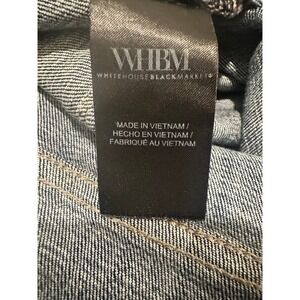 WHBM
WHITEHOUSEBLACKMARKET®
MADE IN VIETNAM /
HECHO EN VIETNAM /
FABRIQUÉ AU VIETNAM